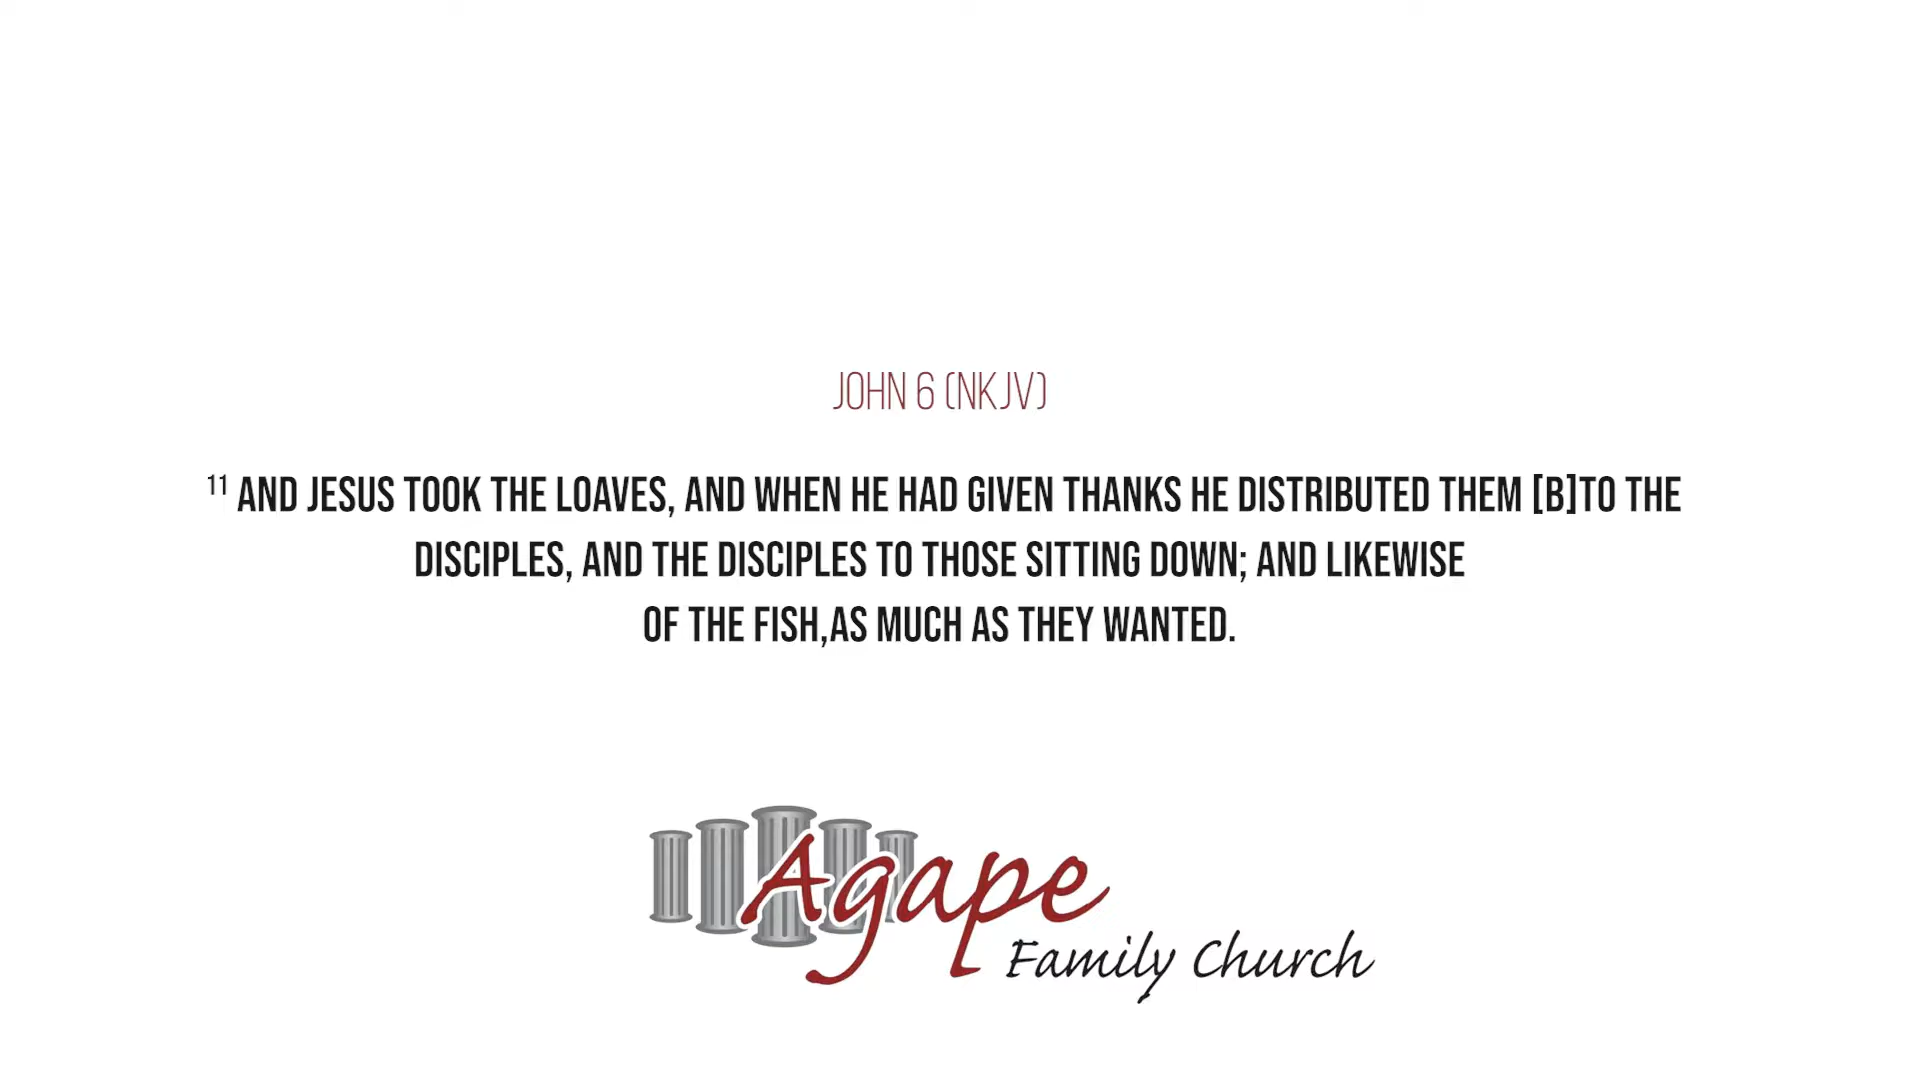 JOHN 6 (NKJV)
11 AND JESUS TOOK THE LOAVES, AND WHEN HE HAD GIVEN THANKS HE DISTRIBUTED THEM [B]TO THE
DISCIPLES, AND THE DISCIPLES TO THOSE SITTING DOWN; AND LIKEWISE
OF THE FISH,AS MUCH AS THEY WANTED.
Agape
Family Church